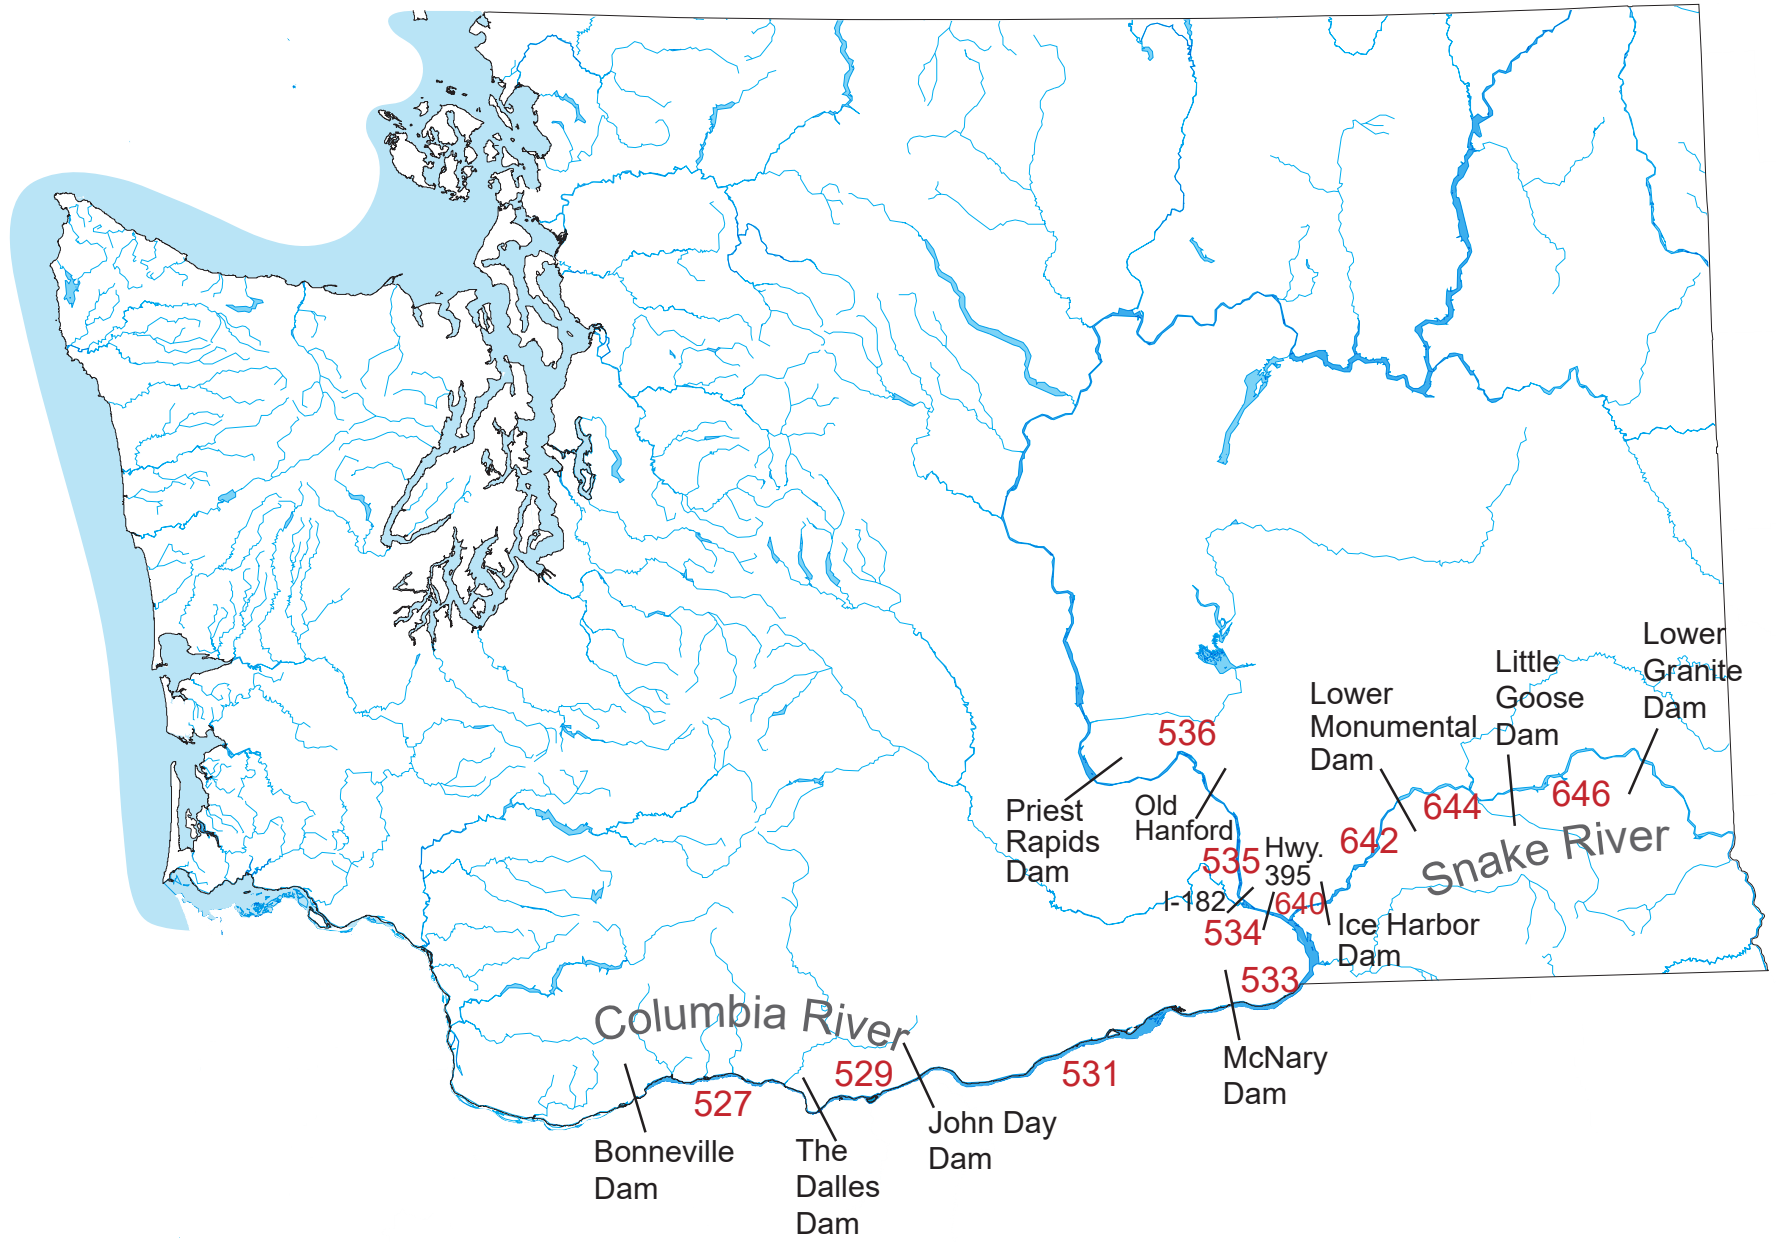 Lower
Granite
Dam
Little
Goose
Dam
Lower
Monumental
Dam
536
Priest
Rapids
Dam
Old
Hanford
646
644
642
Snake River
535
Hwy.
395
I-182
640
534
Ice Harbor
Dam
533
Columbia River
McNary
Dam
531
529
527
John Day
Dam
The
Dalles
Dam
Bonneville
Dam